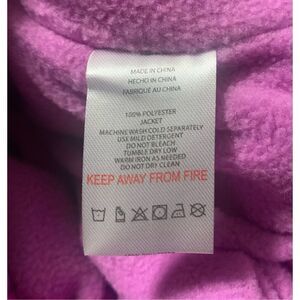 MADE IN CHINA
HECHO EN CHINA
FABRIQUÉ AU CHINA
100% POLYESTER
JACKET
MACHINE WASH COLD SEPARATELY
USE MILD DETERGENT
DO NOT BLEACH
TUMBLE DRY LOW
WARM IRON AS NEEDED
DO NOT DRY CLEAN
KEEP AWAY FROM FIRE